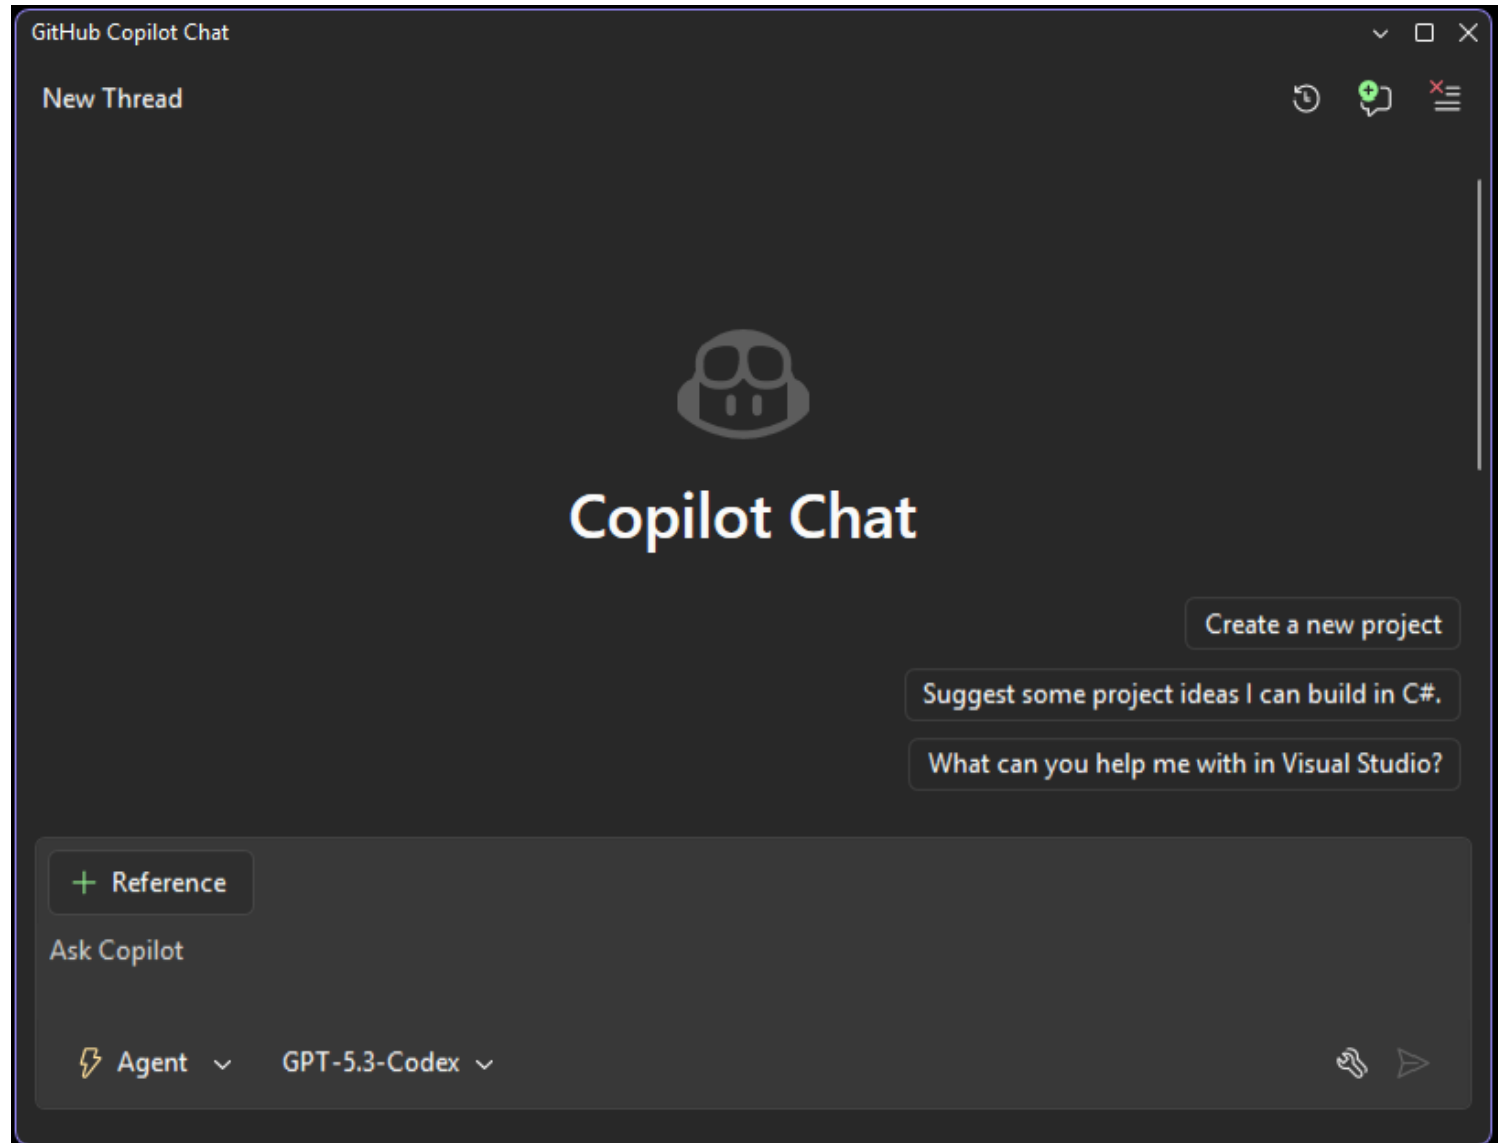 GitHub Copilot Chat
New Thread
Copilot Chat
Create a new project
Suggest some project ideas I can build in C#.
What can you help me with in Visual Studio?
Reference
Ask Copilot
Agent
GPT-5.3-Codex